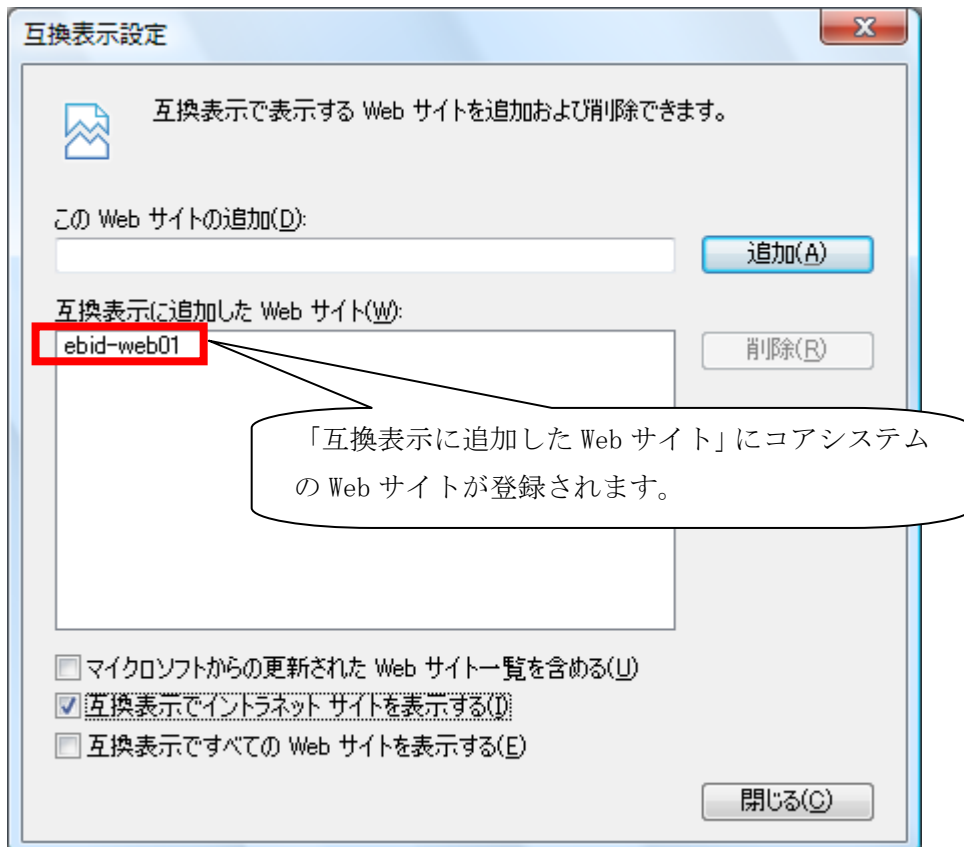 互換表示設定
互換表示で表示する Web サイトを追加および削除できます。
この Web サイトの追加(D):
追加(A)
互換表示に追加した Web サイト(W):
ebid-web01
削除(R)
「互換表示に追加した Web サイト」にコアシステム
の Web サイトが登録されます。
マイクロソフトからの更新された Web サイト一覧を含める(U)
互換表示でイントラネット サイトを表示する(I)
互換表示ですべての Web サイトを表示する(E)
閉じる(C)